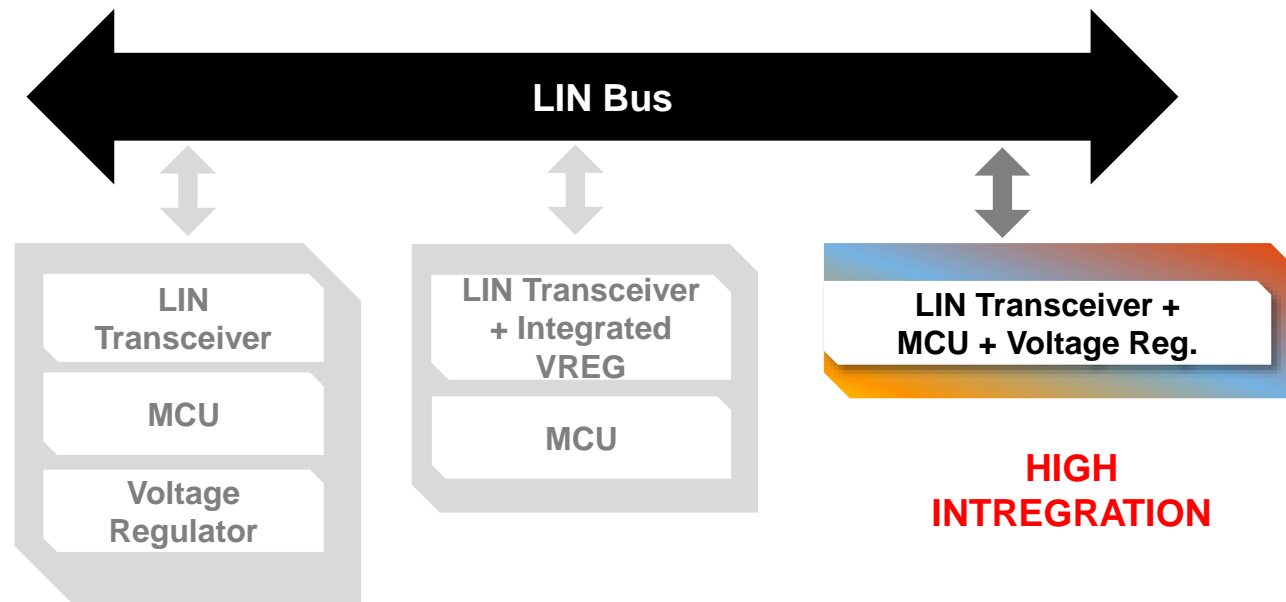 LIN Bus
LIN
Transceiver
MCU
Voltage
Regulator
LIN Transceiver
+ Integrated
VREG
MCU
LIN Transceiver +
MCU + Voltage Reg.
HIGH
INTREGRATION